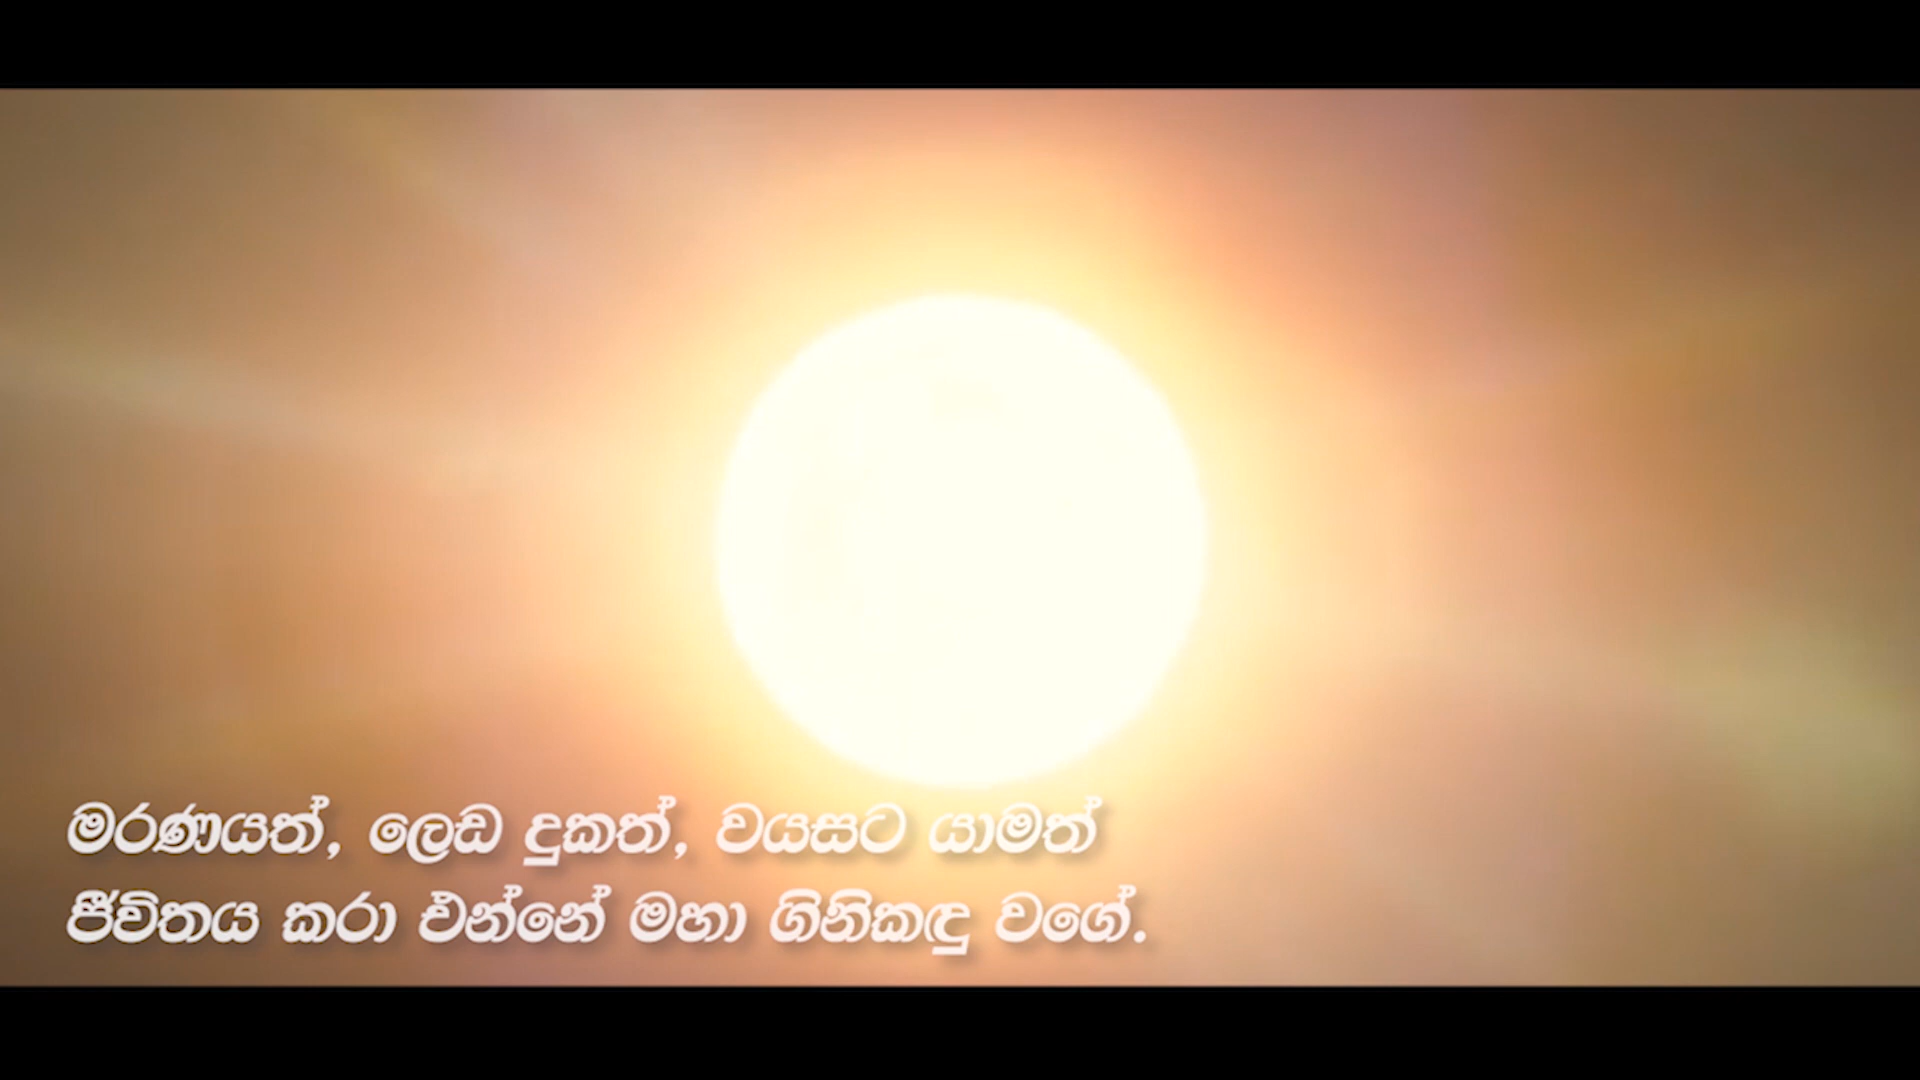 මරණයත්, ලෙඩ දුකත්, වයසට යාමත්
ජීවිතය කරා එන්නේ මහා ගිනිකඳු වගේ.